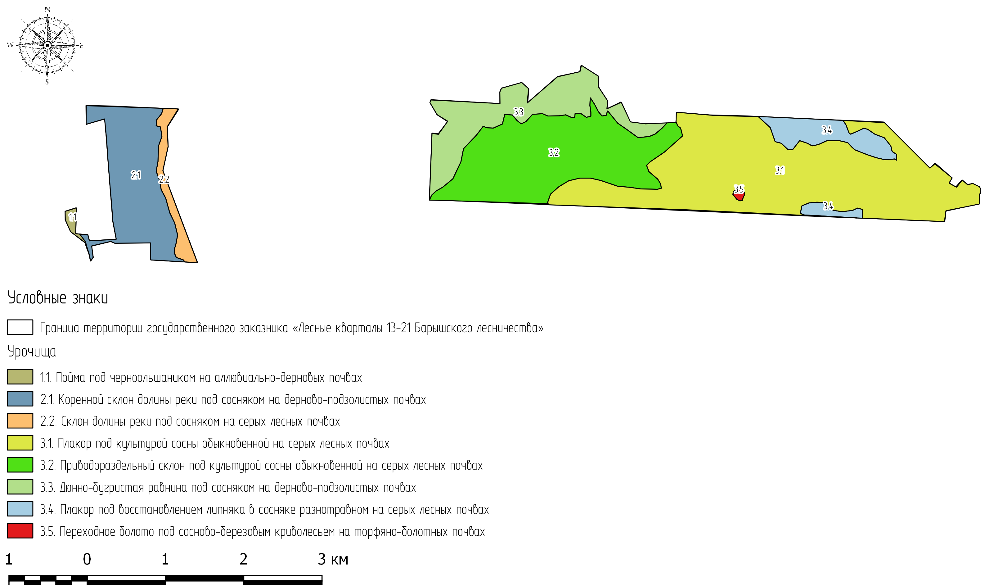 N
nw
ne
W
E
sw
se
S
3.3
3.4
3.2
3.1
2.1
2.2
3.5
3.4
1.1
Условные знаки
Граница территории государственного заказника «Лесные кварталы 13-21 Барышского лесничества»
Урочища
1.1. Пойма под черноольшаником на аллювиально-дерновых почвах
2.1. Коренной склон долины реки под сосняком на дерново-подзолистых почвах
2.2. Склон долины реки под сосняком на серых лесных почвах
3.1. Плакор под культурой сосны обыкновенной на серых лесных почвах
3.2. Приводораздельный склон под культурой сосны обыкновенной на серых лесных почвах
3.3. Дюнно-бугристая равнина под сосняком на дерново-подзолистых почвах
3.4. Плакор под восстановлением липняка в сосняке разнотравном на серых лесных почвах
3.5. Переходное болото под сосново-березовым криволесьем на торфяно-болотных почвах
1 0 1 2 3 км